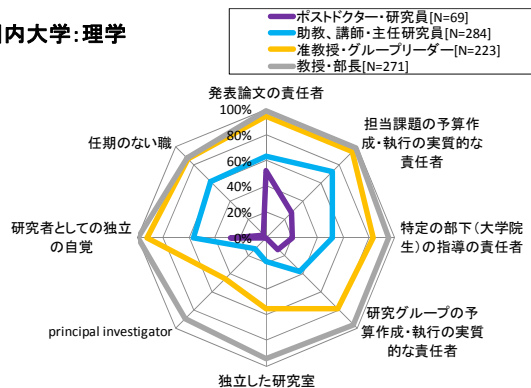 国内大学:理学
ポストドクター・研究員[N=69]
助教、講師・主任研究員[N=284]
准教授・グループリーダー[N=223]
教授・部長[N=271]
発表論文の責任者
担当課題の予算作
成・執行の実質的な
責任者
特定の部下(大学院
生)の指導の責任者
研究グループの予
算作成・執行の実質
的な責任者
独立した研究室
principal investigator
研究者としての独立
の自覚
任期のない職
100%
80%
60%
40%
20%
0%